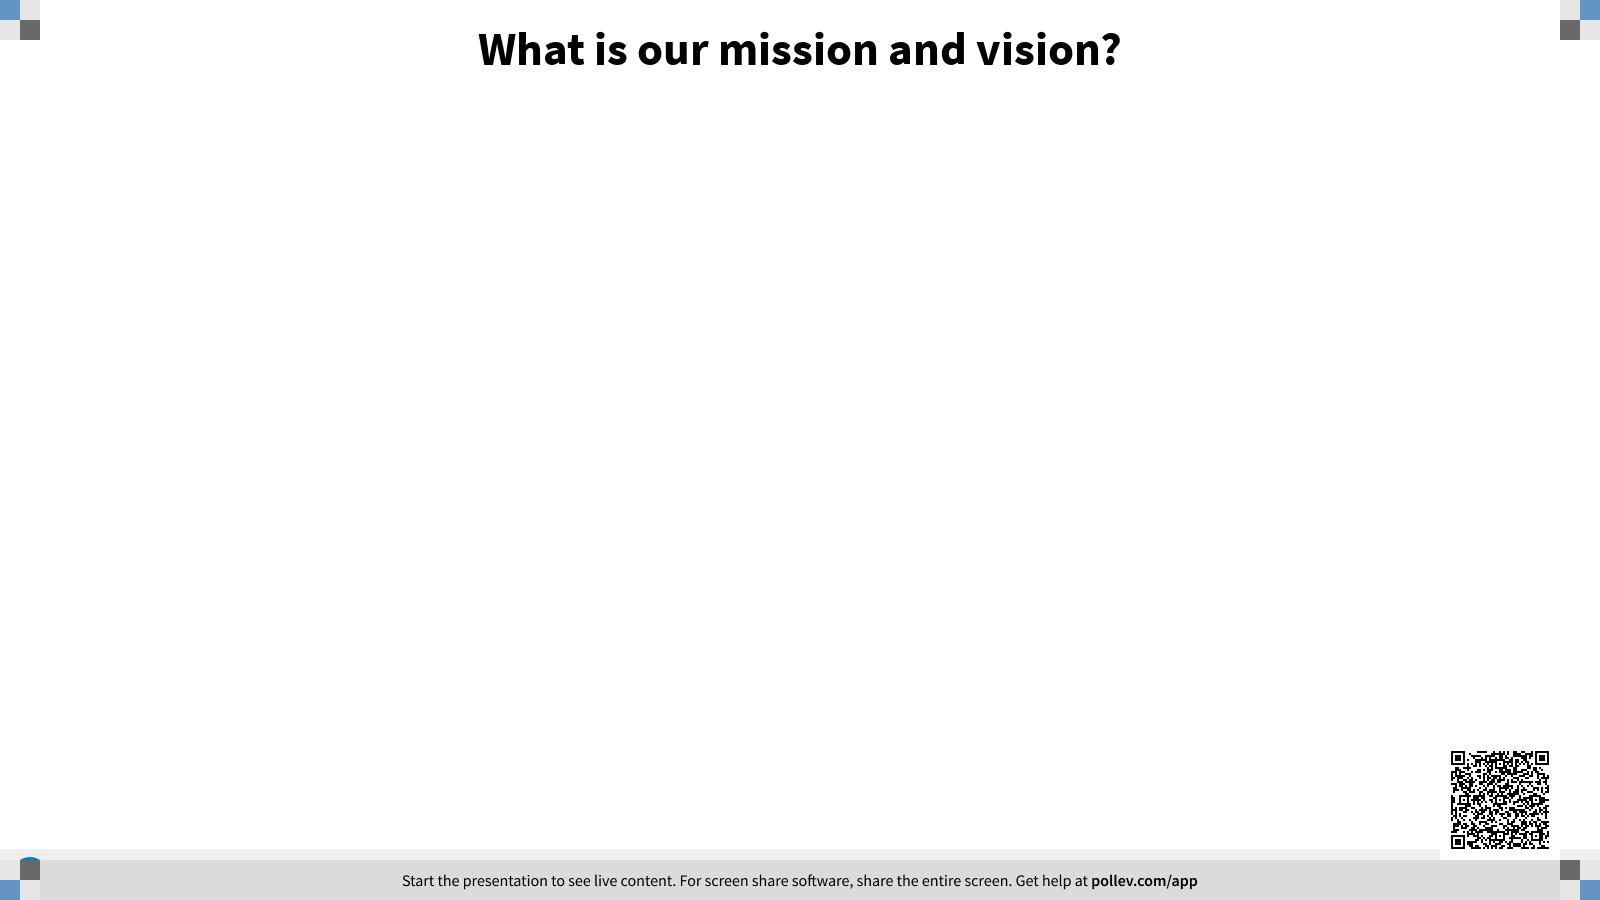 What is our mission and vision?
Start the presentation to see live content. For screen share software, share the entire screen. Get help at pollev.com/app